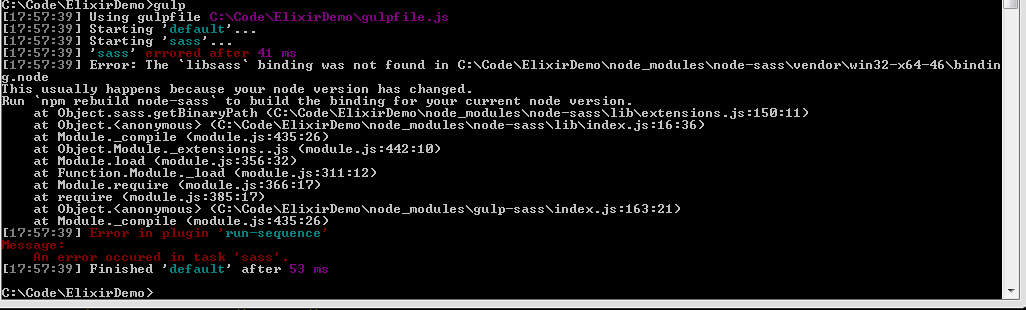 C:\Code\ElixirDemo>gulp
[17:57:39] Using gulpfile C:\Code\ElixirDemo\gulpfile.js
[17:57:39] Starting 'default'...
[17:57:39] Starting 'sass'...
[17:57:39] 'sass' errored after 41 ms
[17:57:39] Error: The `libsass` binding was not found in C:\Code\ElixirDemo\node_modules\node-sass\vendor\win32-x64-46\bindin
g.node
This usually happens because your node version has changed.
Run `npm rebuild node-sass` to build the binding for your current node version.
    at Object.sass.getBinaryPath (C:\Code\ElixirDemo\node_modules\node-sass\lib\extensions.js:150:11)
    at Object.<anonymous> (C:\Code\ElixirDemo\node_modules\node-sass\lib\index.js:16:36)
    at Module._compile (module.js:435:26)
    at Object.Module._extensions..js (module.js:442:10)
    at Module.load (module.js:356:32)
    at Function.Module._load (module.js:311:12)
    at Module.require (module.js:366:17)
    at require (module.js:385:17)
    at Object.<anonymous> (C:\Code\ElixirDemo\node_modules\gulp-sass\index.js:163:21)
    at Module._compile (module.js:435:26)
[17:57:39] Error in plugin 'run-sequence'
Message:
    An error occured in task 'sass'.
[17:57:39] Finished 'default' after 53 ms
C:\Code\ElixirDemo>